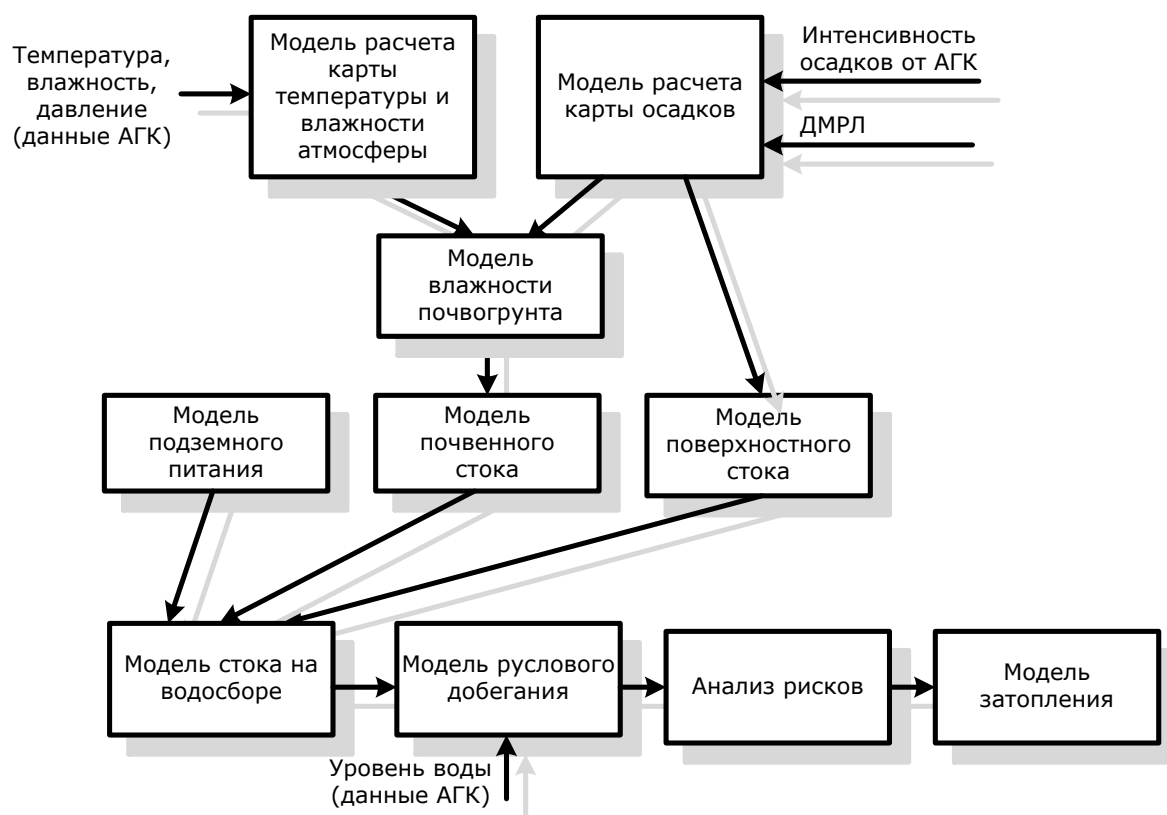 Температура,
влажность,
давление
(данные АГК)
Модель расчета
карты
температуры и
влажности
атмосферы
Модель расчета
карты осадков
Интенсивность
осадков от АГК
ДМРЛ
Модель
влажности
почвогрунта
Модель
подземного
питания
Модель
почвенного
стока
Модель
поверхностного
стока
Модель стока на
водосборе
Модель руслового
добегания
Анализ рисков
Модель
затопления
Уровень воды
(данные АГК)